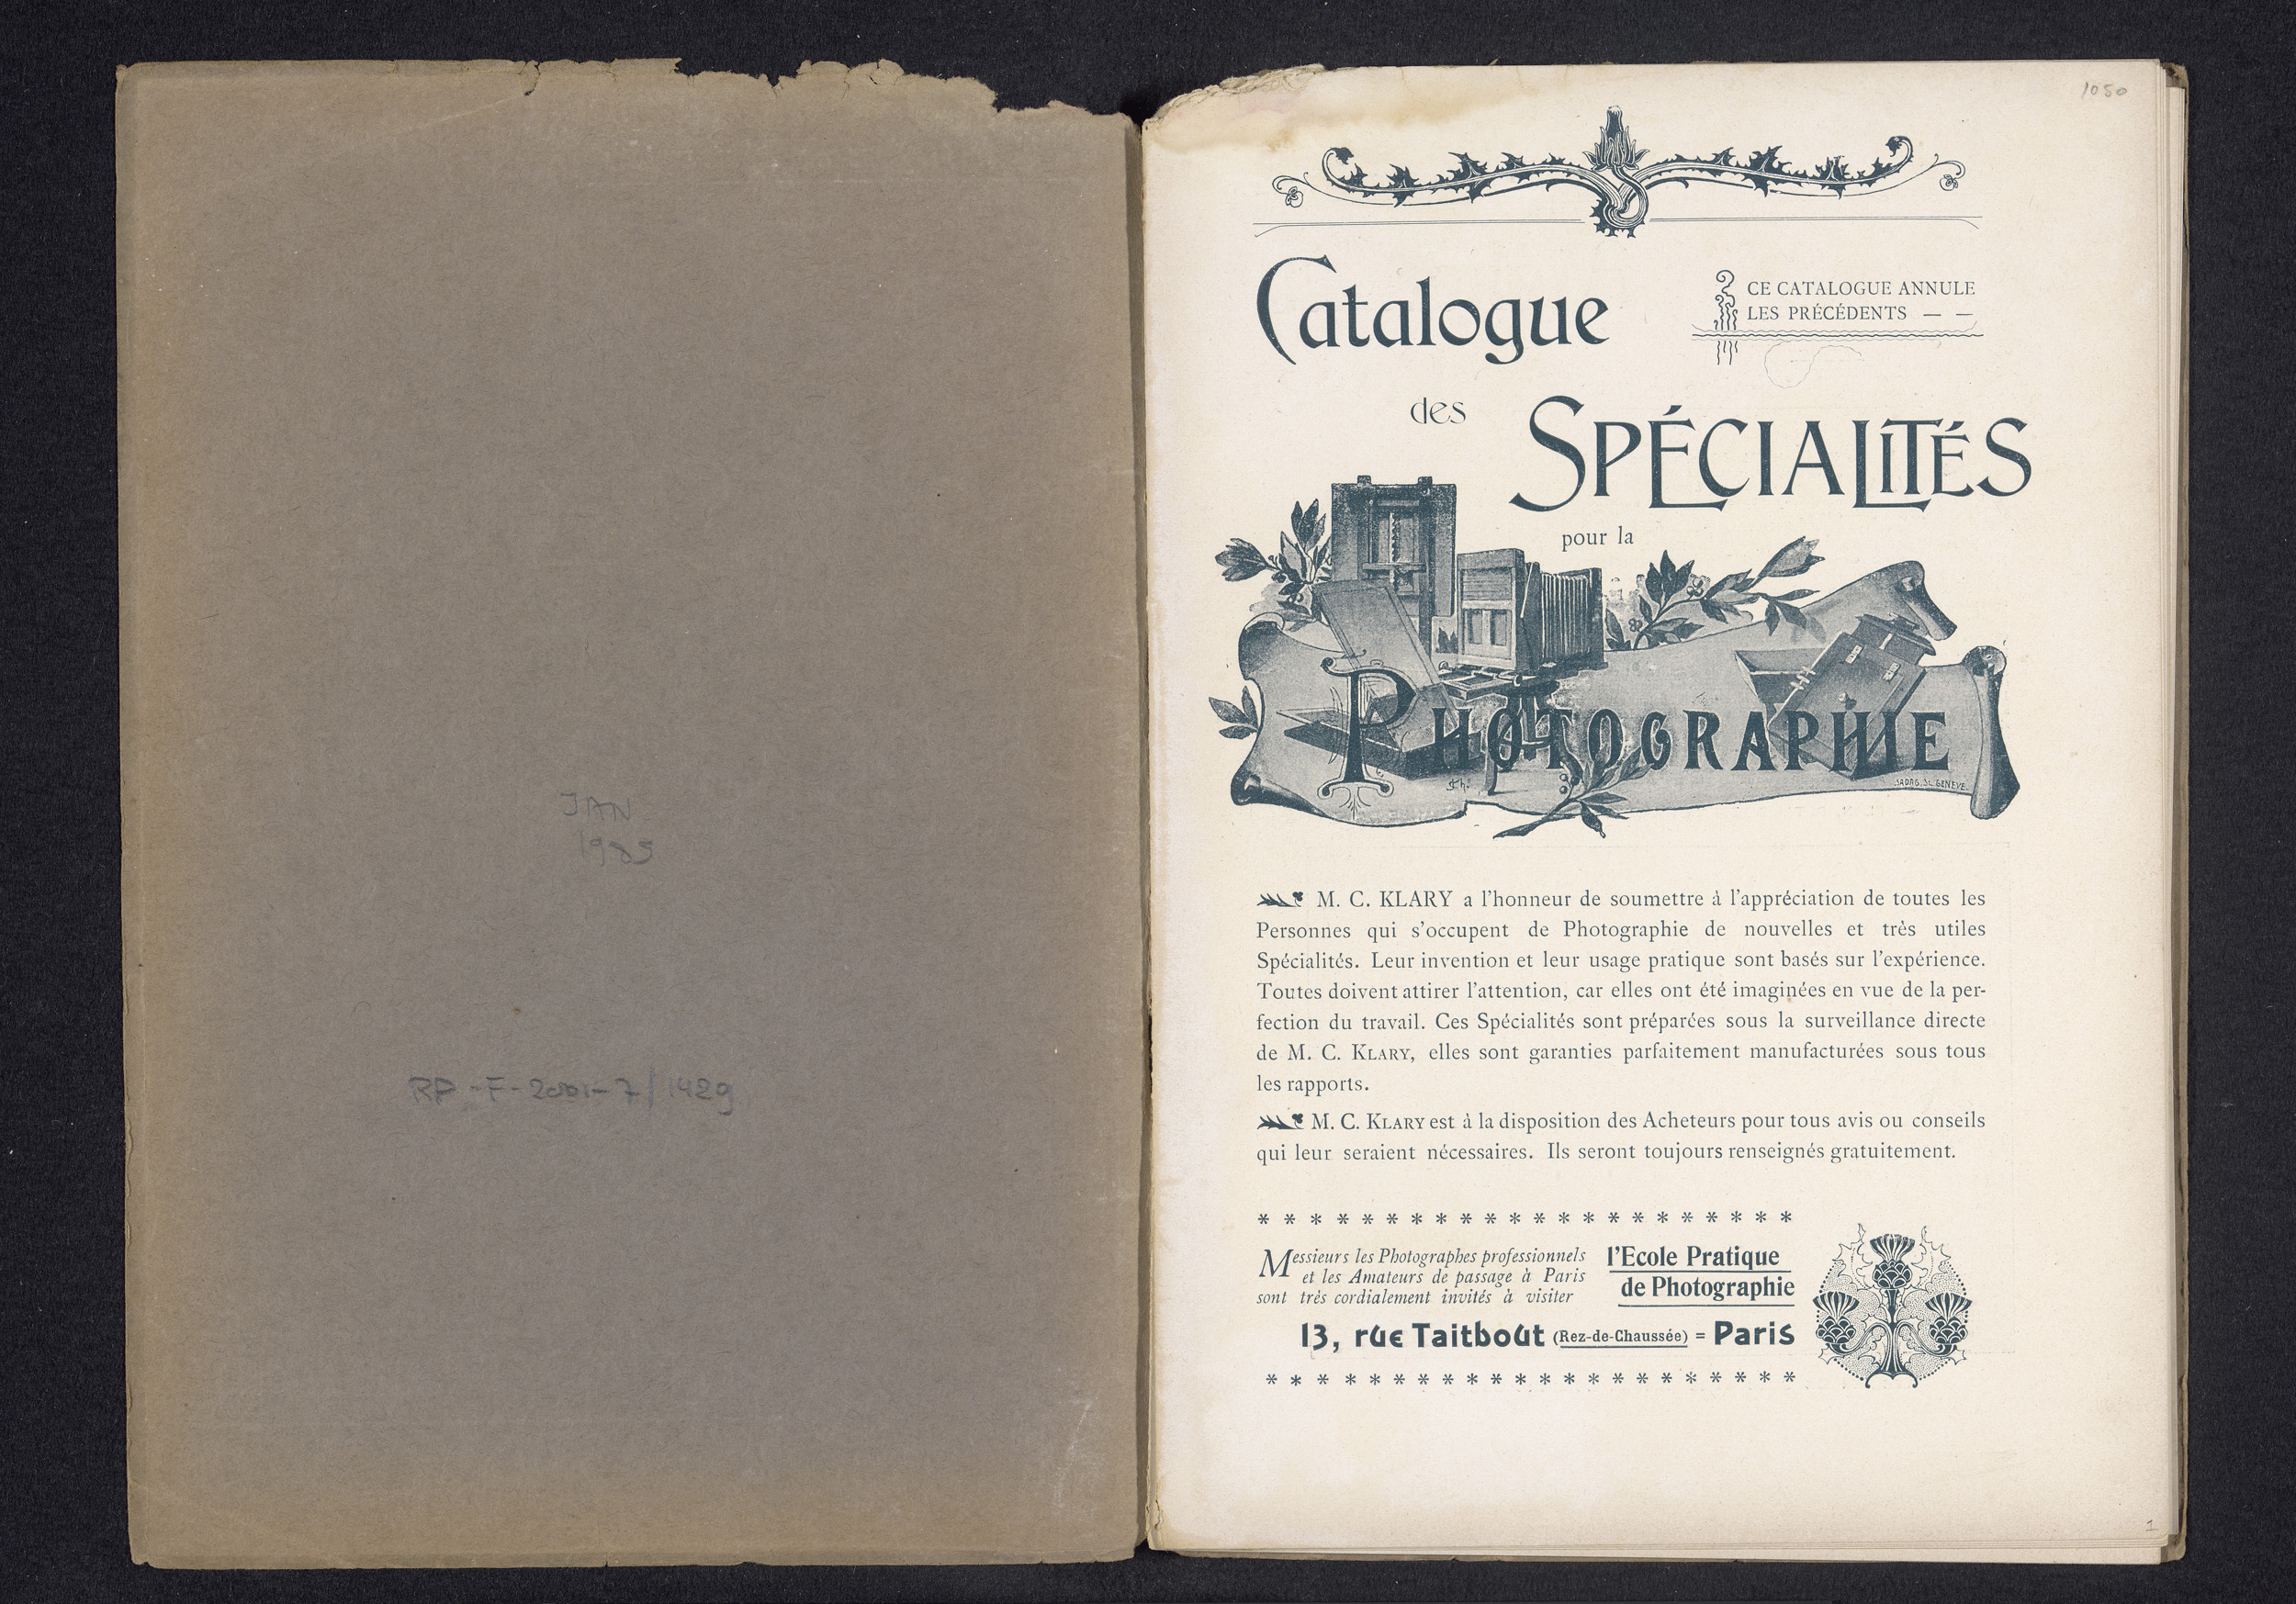 JAN
1985
RP-F-2001-7/1429
1050
Catalogue
CE CATALOGUE ANNULE
LES PRÉCÉDENTS — —
des SPÉCIALITÉS
pour la
PHOTOGRAPHIE
SADAG. SC. GENÈVE.
M. C. KLARY a l'honneur de soumettre à l'appréciation de toutes les
Personnes qui s'occupent de Photographie de nouvelles et très utiles
Spécialités. Leur invention et leur usage pratique sont basés sur l'expérience.
Toutes doivent attirer l'attention, car elles ont été imaginées en vue de la per-
fection du travail. Ces Spécialités sont préparées sous la surveillance directe
de M. C. KLARY, elles sont garanties parfaitement manufacturées sous tous
les rapports.
M. C. KLARY est à la disposition des Acheteurs pour tous avis ou conseils
qui leur seraient nécessaires. Ils seront toujours renseignés gratuitement.
* * * * * * * * * * * * * * * * * * * * * *
Messieurs les Photographes professionnels
et les Amateurs de passage à Paris
sont très cordialement invités à visiter
l'Ecole Pratique
de Photographie
13, rue Taitbout (Rez-de-Chaussée) = Paris
* * * * * * * * * * * * * * * * * * * * * *
1